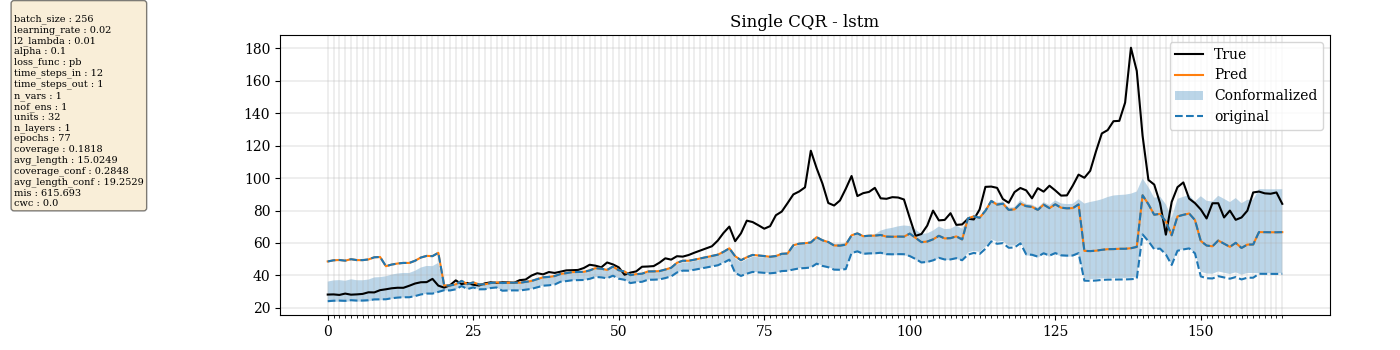 batch_size : 256
learning_rate : 0.02
l2_lambda : 0.01
alpha : 0.1
loss_func : pb
time_steps_in : 12
time_steps_out : 1
n_vars : 1
nof_ens : 1
units : 32
n_layers : 1
epochs : 77
coverage : 0.1818
avg_length : 15.0249
coverage_conf : 0.2848
avg_length_conf : 19.2529
mis : 615.693
cwc : 0.0
Single CQR - lstm
180
160
140
120
100
80
60
40
20
True
Pred
Conformalized
original
0 25 50 75 100 125 150